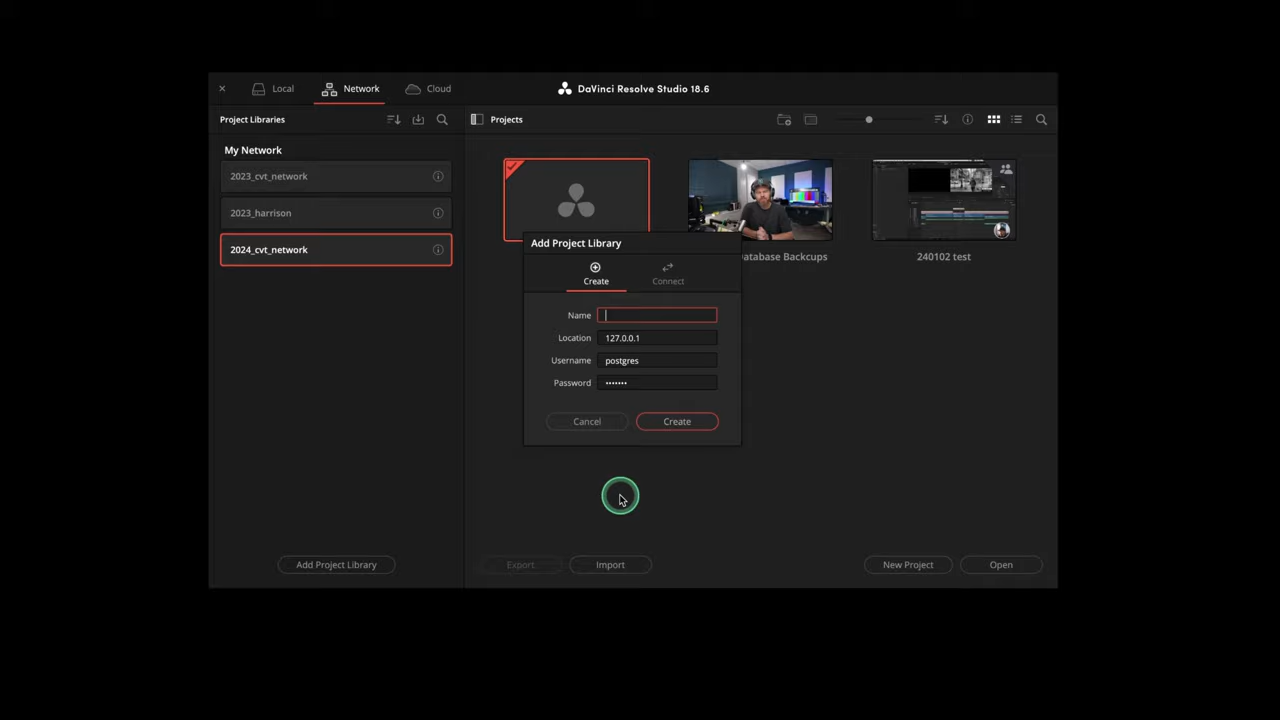 Local
Network
Cloud
DaVinci Resolve Studio 18.6
Project Libraries
Projects
My Network
2023_cvt_network
2023_harrison
2024_cvt_network
Add Project Library
Create
Connect
Name
Location
127.0.0.1
Username
postgres
Password
•••••••
Cancel
Create
Database Backcups
240102 test
Add Project Library
Export
Import
New Project
Open